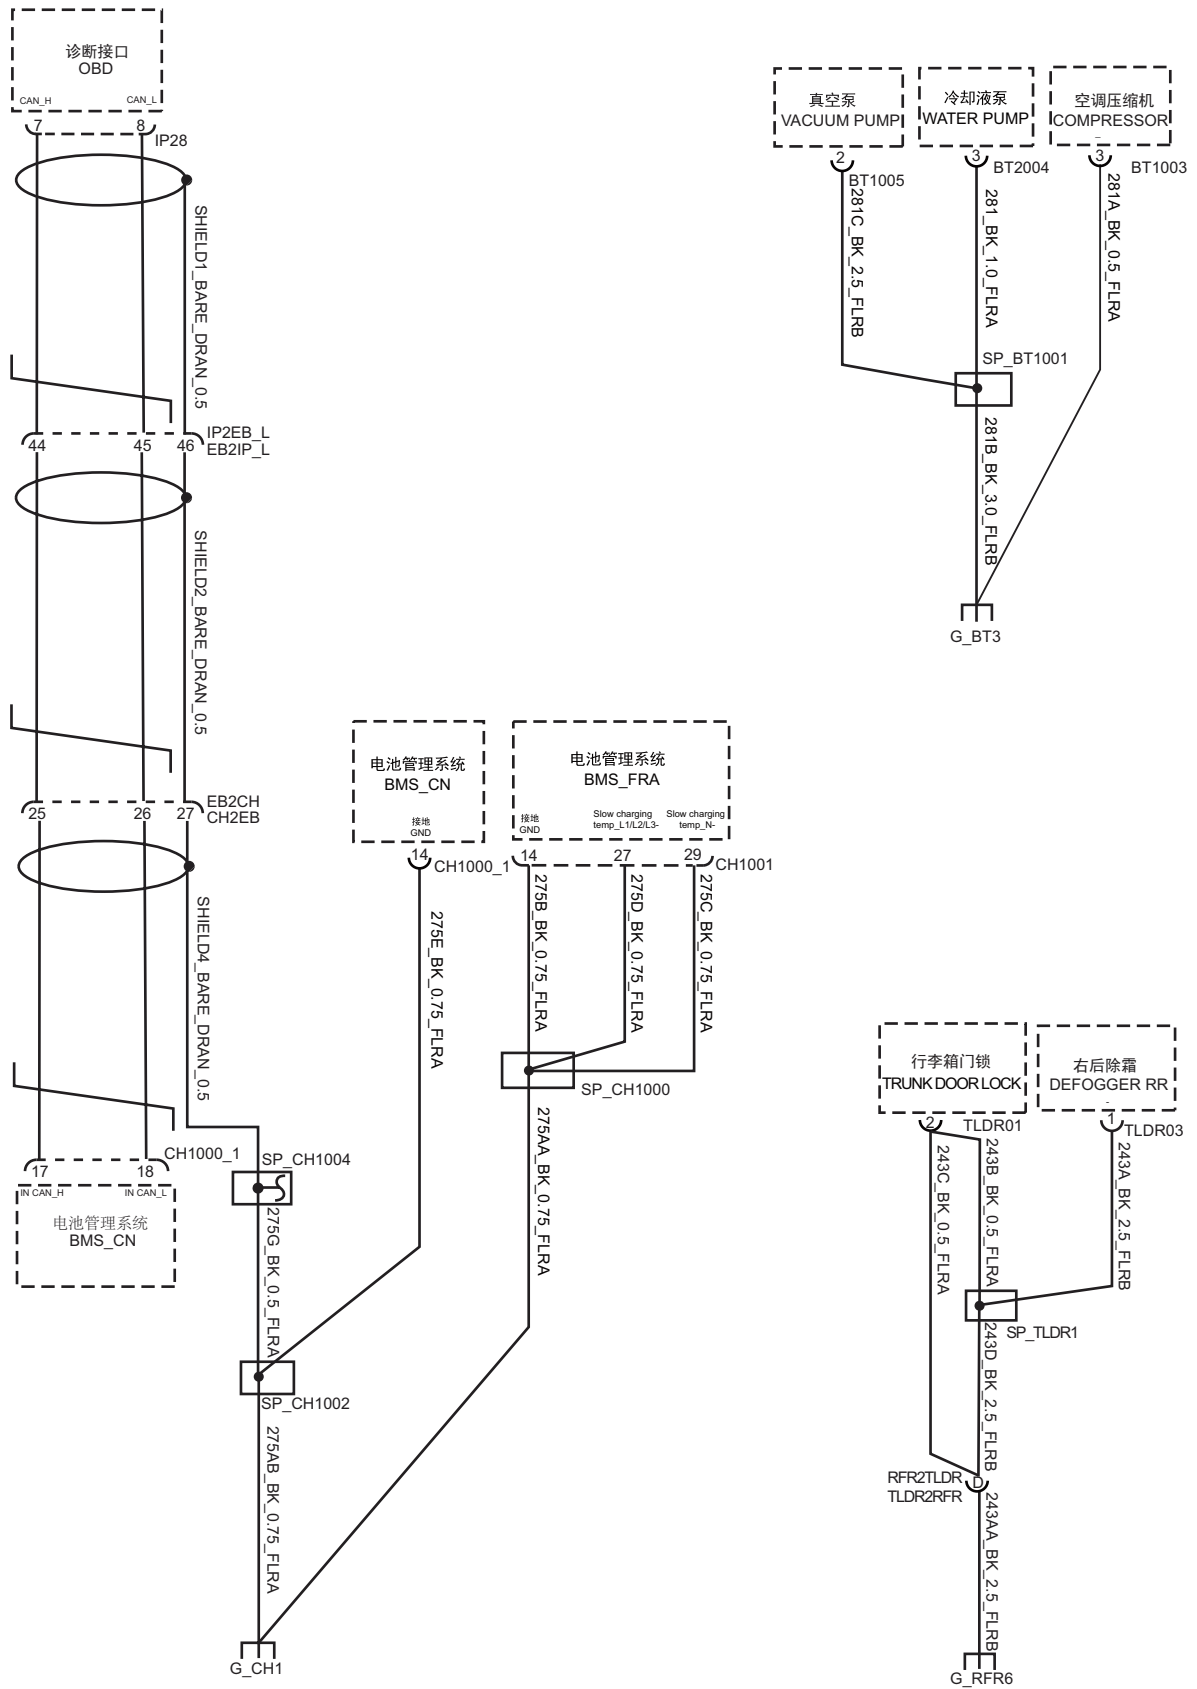 诊断接口
OBD
CAN_H
CAN_L
7
8
IP28
SHIELD1_BARE_DRAN_0.5
IP2EB_L
44
45
46
EB2IP_L
SHIELD2_BARE_DRAN_0.5
EB2CH
25
26
27
CH2EB
SHIELD4_BARE_DRAN_0.5
CH1000_1
17
18
IN CAN_H
IN CAN_L
电池管理系统
BMS_CN
SP_CH1004
275G_BK_0.5_FLRA
SP_CH1002
275AB_BK_0.75_FLRA
G_CH1
电池管理系统
BMS_CN
接地
GND
14
CH1000_1
275E_BK_0.75_FLRA
电池管理系统
BMS_FRA
接地
GND
Slow charging
temp_L1/L2/L3-
Slow charging
temp_N-
14
27
29
CH1001
275B_BK_0.75_FLRA
275D_BK_0.75_FLRA
275C_BK_0.75_FLRA
SP_CH1000
275AA_BK_0.75_FLRA
真空泵
VACUUM PUMP
冷却液泵
WATER PUMP
空调压缩机
COMPRESSOR
-
2
BT1005
3
BT2004
3
BT1003
281C_BK_2.5_FLRB
281_BK_1.0_FLRA
281A_BK_0.5_FLRA
SP_BT1001
281B_BK_3.0_FLRB
G_BT3
行李箱门锁
TRUNK DOOR LOCK
右后除霜
DEFOGGER RR
-
2
TLDR01
1
TLDR03
243C_BK_0.5_FLRA
243B_BK_0.5_FLRA
243A_BK_2.5_FLRB
SP_TLDR1
243D_BK_2.5_FLRB
RFR2TLDR
D
TLDR2RFR
243AA_BK_2.5_FLRB
G_RFR6